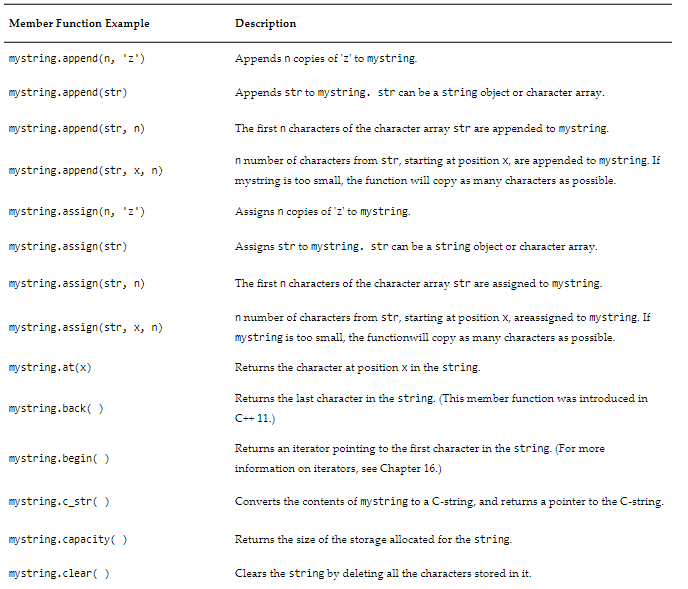 Member Function Example Description
mystring.append(n, 'z') Appends n copies of 'z' to mystring.
mystring.append(str) Appends str to mystring. str can be a string object or character array.
mystring.append(str, n) The first n characters of the character array str are appended to mystring.
mystring.append(str, x, n) n number of characters from str, starting at position x, are appended to mystring. If
mystring is too small, the function will copy as many characters as possible.
mystring.assign(n, 'z') Assigns n copies of 'z' to mystring.
mystring.assign(str) Assigns str to mystring. str can be a string object or character array.
mystring.assign(str, n) The first n characters of the character array str are assigned to mystring.
mystring.assign(str, x, n) n number of characters from str, starting at position x, areassigned to mystring. If
mystring is too small, the functionwill copy as many characters as possible.
mystring.at(x) Returns the character at position x in the string.
mystring.back( ) Returns the last character in the string. (This member function was introduced in
C++ 11.)
mystring.begin( ) Returns an iterator pointing to the first character in the string. (For more
information on iterators, see Chapter 16.)
mystring.c_str( ) Converts the contents of mystring to a C-string, and returns a pointer to the C-string.
mystring.capacity( ) Returns the size of the storage allocated for the string.
mystring.clear( ) Clears the string by deleting all the characters stored in it.